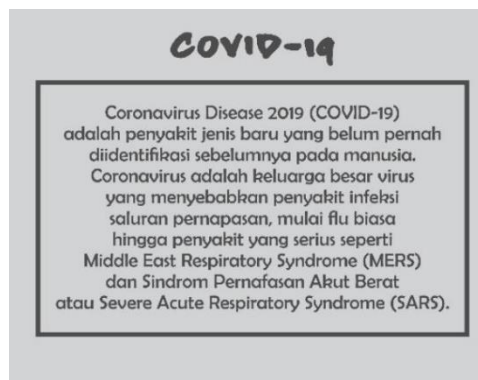 COVID-19
Coronavirus Disease 2019 (COVID-19)
adalah penyakit jenis baru yang belum pernah
diidentifikasi sebelumnya pada manusia.
Coronavirus adalah keluarga besar virus
yang menyebabkan penyakit infeksi
saluran pernapasan, mulai flu biasa
hingga penyakit yang serius seperti
Middle East Respiratory Syndrome (MERS)
dan Sindrom Pernafasan Akut Berat
atau Severe Acute Respiratory Syndrome (SARS).